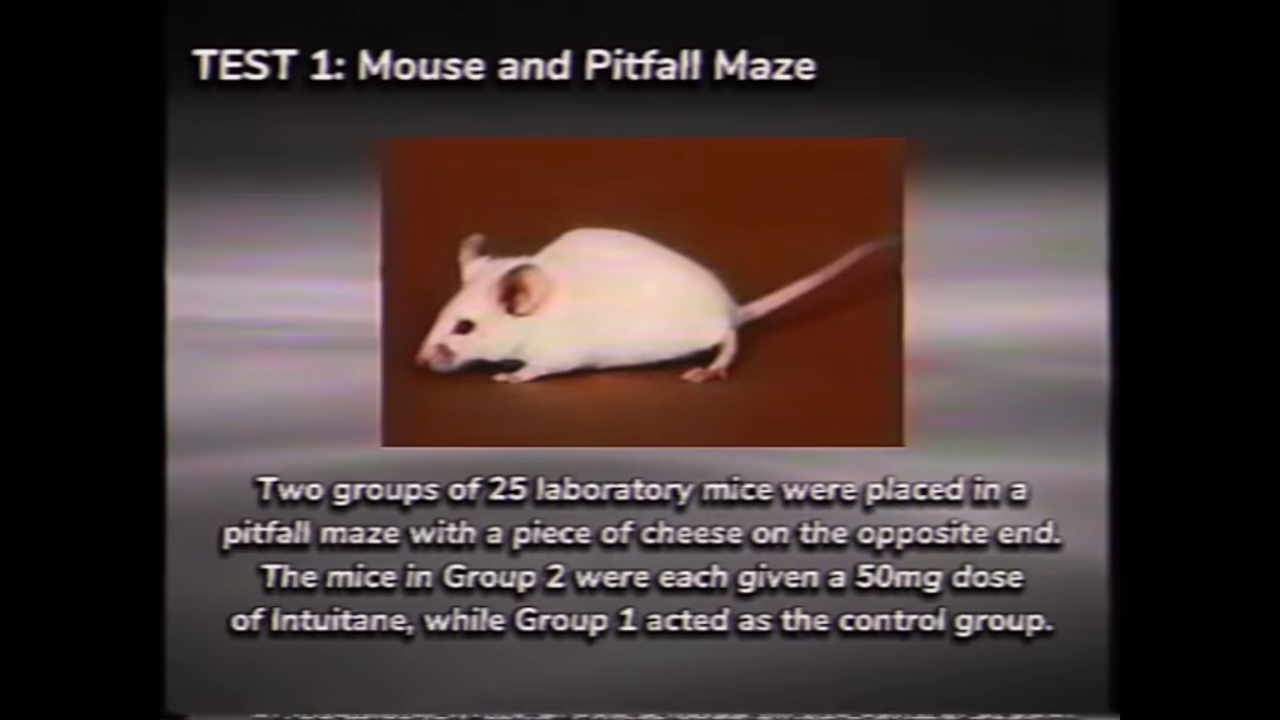 TEST 1: Mouse and Pitfall Maze
Two groups of 25 laboratory mice were placed in a
pitfall maze with a piece of cheese on the opposite end.
The mice in Group 2 were each given a 50mg dose
of Intuitane, while Group 1 acted as the control group.